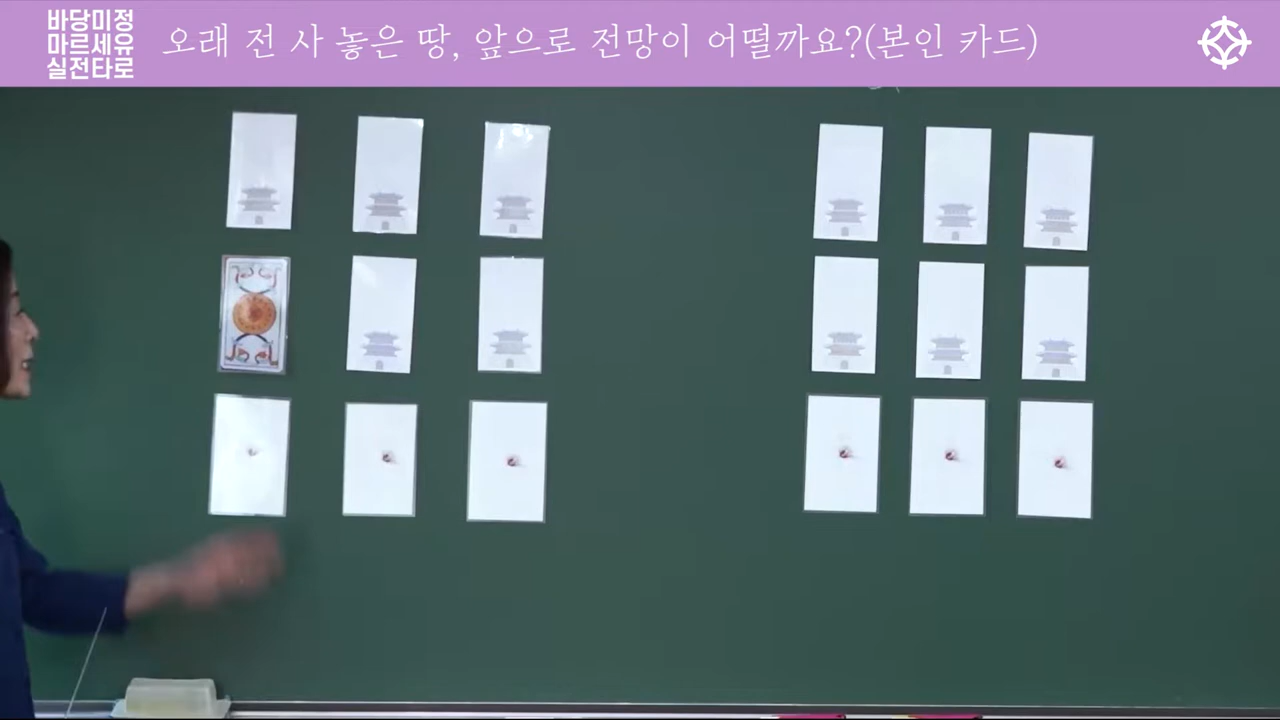 바당미정
마르세유
실전타로
오래 전 사 놓은 땅, 앞으로 전망이 어떨까요?(본인 카드)